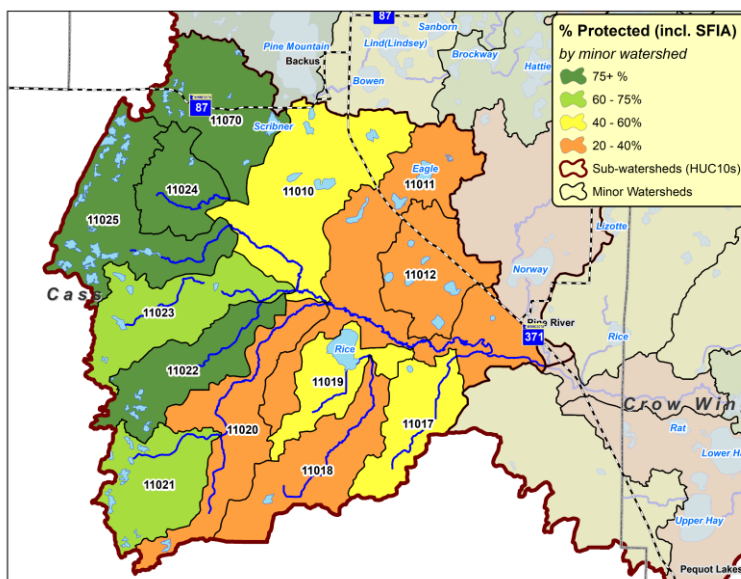 87
Sanborn
Pine Mountain
Lind(Lindsey)
Brockway
Backus
Hattie
Bowen
87
11070
Scribner
Eagle
11011
11010
11024
11025
Lizotte
11012
Norway
Cass
11023
Pine River
371
Rice
Rice
11022
11019
11017
Crow Win
11020
Rat
Lower Ha
11018
11021
Upper Hay
Pequot Lakes
% Protected (incl. SFIA)
by minor watershed
75+ %
60 - 75%
40 - 60%
20 - 40%
Sub-watersheds (HUC10s)
Minor Watersheds